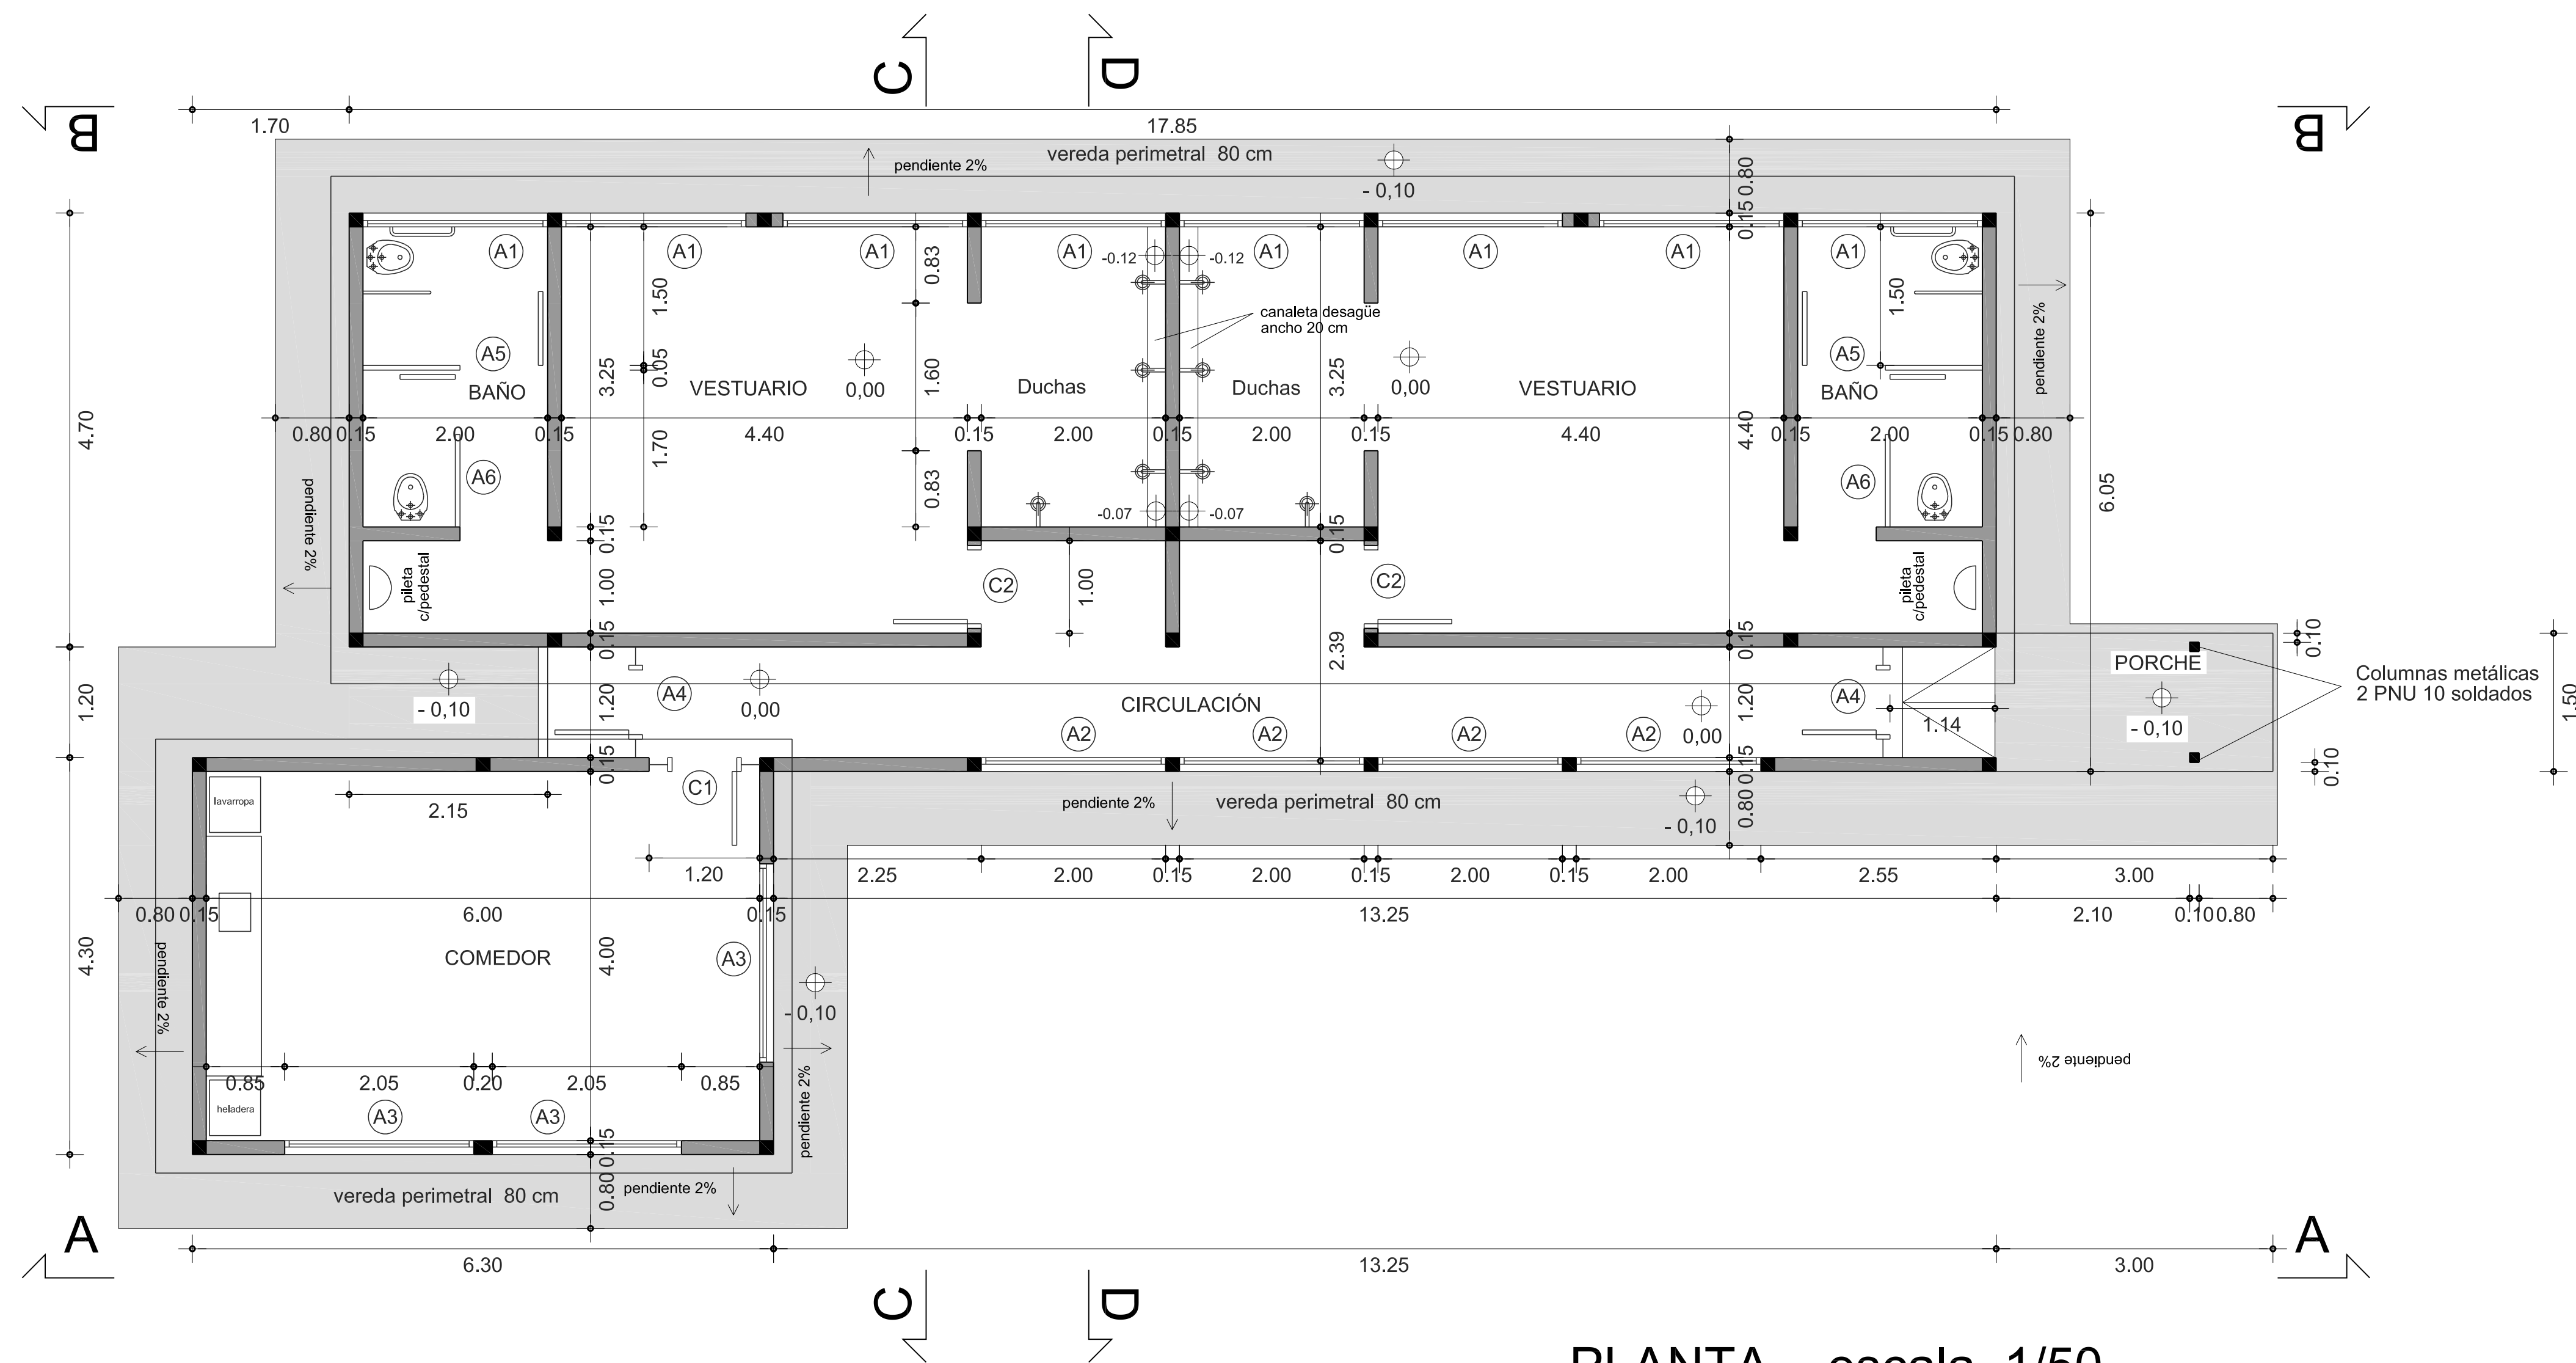 C
D
B
B
1.70
17.85
vereda perimetral 80 cm
pendiente 2%
- 0,10
0.80
0.15
A1
A1
A1
A1
A1
A1
A1
A1
-0.12
-0.12
0.83
1.50
1.50
canaleta desagüe
ancho 20 cm
pendiente 2%
A5
A5
0.05
3.25
1.60
3.25
BAÑO
VESTUARIO
0,00
Duchas
Duchas
0,00
VESTUARIO
BAÑO
4.70
0.80
0.15
2.00
0.15
4.40
0.15
2.00
0.15
2.00
0.15
4.40
4.40
0.15
2.00
0.15
0.80
1.70
A6
A6
0.83
6.05
-0.07
-0.07
pendiente 2%
0.15
0.15
pileta
c/pedestal
1.00
C2
1.00
C2
pileta
c/pedestal
0.15
2.39
0.15
0.10
PORCHE
Columnas metálicas
2 PNU 10 soldados
A4
A4
1.20
- 0,10
1.20
0,00
CIRCULACIÓN
1.20
1.14
- 0,10
1.50
A2
A2
A2
A2
0,00
0.15
0.15
0.10
C1
lavarropa
2.15
pendiente 2%
vereda perimetral 80 cm
- 0,10
0.80
1.20
2.25
2.00
0.15
2.00
0.15
2.00
0.15
2.00
2.55
3.00
0.80
0.15
6.00
0.15
13.25
2.10
0.10
0.80
4.30
pendiente 2%
COMEDOR
4.00
A3
- 0,10
pendiente 2%
0.85
2.05
0.20
2.05
0.85
heladera
A3
A3
pendiente 2%
0.15
vereda perimetral 80 cm
0.80
pendiente 2%
A
A
6.30
13.25
3.00
C
D
PLANTA escala 1/50